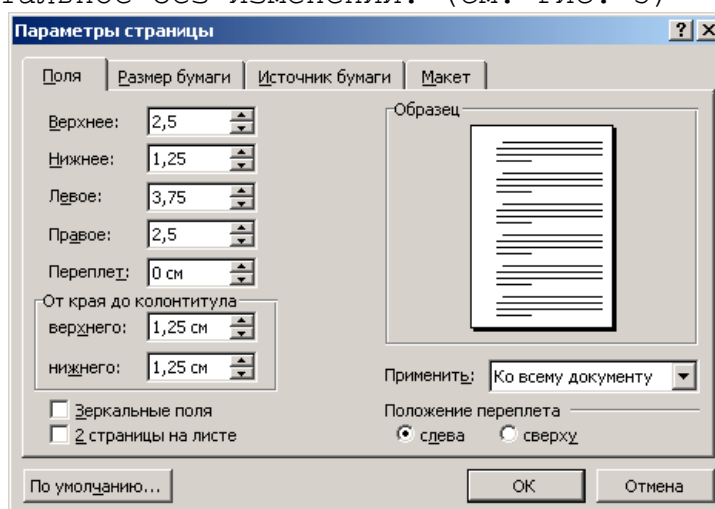 Параметры страницы
Поля Размер бумаги Источник бумаги Макет
Верхнее: 2,5
Нижнее: 1,25
Левое: 3,75
Правое: 2,5
Переплет: 0 см
От края до колонтитула
верхнего: 1,25 см
нижнего: 1,25 см
Зеркальные поля
2 страницы на листе
Образец
Применить: Ко всему документу
Положение переплета
слева сверху
По умолчанию... ОК Отмена